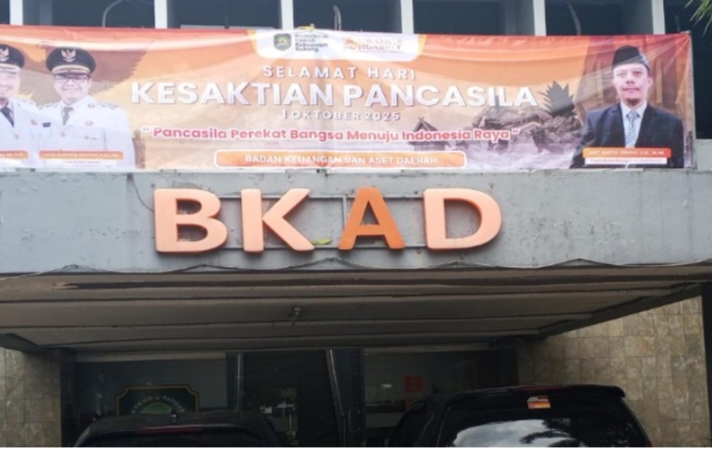 SELAMAT HARI
KESAKTIAN PANCASILA
1 OKTOBER 2025
" Pancasila Perekat Bangsa Menuju Indonesia Raya "
BADAN KEUANGAN DAN ASET DAERAH
BKAD